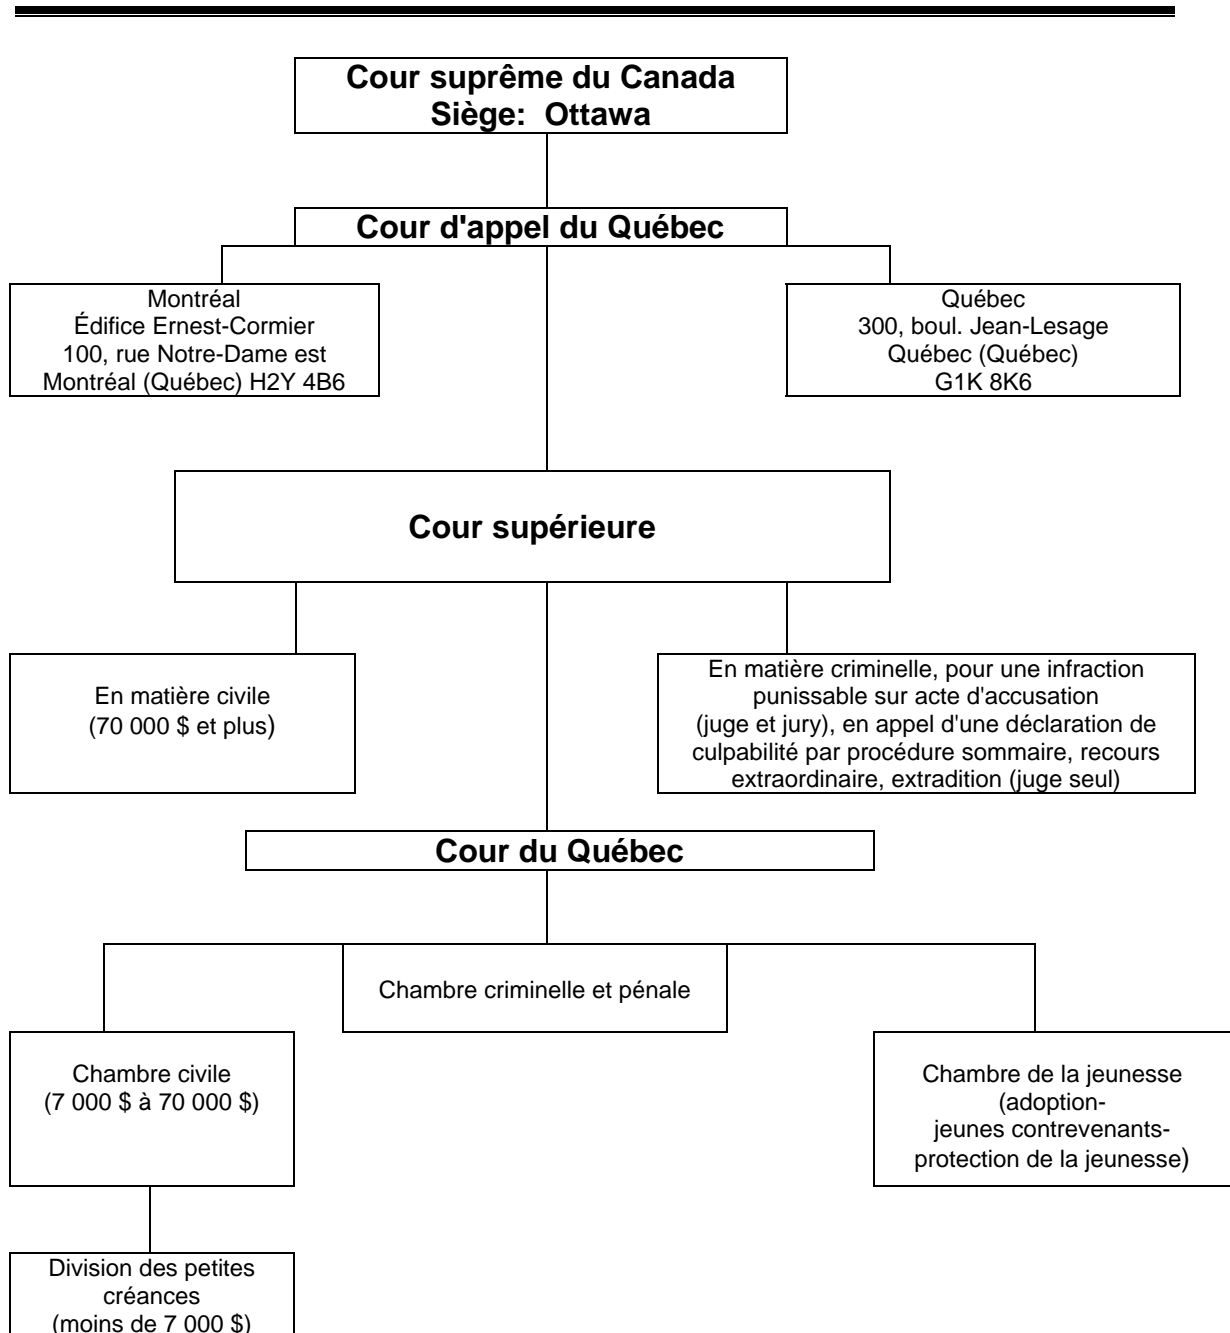 Cour suprême du Canada
Siège: Ottawa
Cour d'appel du Québec
Montréal
Édifice Ernest-Cormier
100, rue Notre-Dame est
Montréal (Québec) H2Y 4B6
Québec
300, boul. Jean-Lesage
Québec (Québec)
G1K 8K6
Cour supérieure
En matière civile
(70 000 $ et plus)
En matière criminelle, pour une infraction
punissable sur acte d'accusation
(juge et jury), en appel d'une déclaration de
culpabilité par procédure sommaire, recours
extraordinaire, extradition (juge seul)
Cour du Québec
Chambre criminelle et pénale
Chambre civile
(7 000 $ à 70 000 $)
Chambre de la jeunesse
(adoption-
jeunes contrevenants-
protection de la jeunesse)
Division des petites
créances
(moins de 7 000 $)